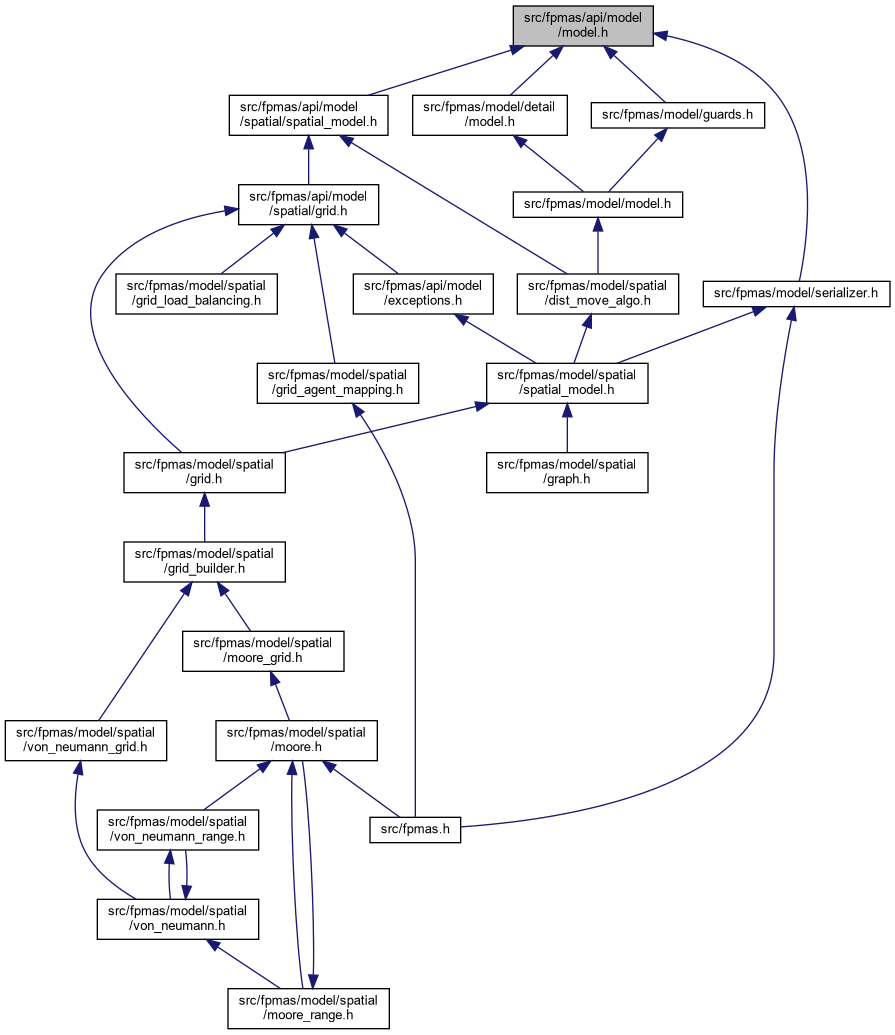 src/fpmas/api/model
/model.h
src/fpmas/api/model
/spatial/spatial_model.h
src/fpmas/model/detail
/model.h
src/fpmas/model/guards.h
src/fpmas/api/model
/spatial/grid.h
src/fpmas/model/model.h
src/fpmas/model/spatial
/grid_load_balancing.h
src/fpmas/api/model
/exceptions.h
src/fpmas/model/spatial
/dist_move_algo.h
src/fpmas/model/serializer.h
src/fpmas/model/spatial
/grid_agent_mapping.h
src/fpmas/model/spatial
/spatial_model.h
src/fpmas/model/spatial
/grid.h
src/fpmas/model/spatial
/graph.h
src/fpmas/model/spatial
/grid_builder.h
src/fpmas/model/spatial
/moore_grid.h
src/fpmas/model/spatial
/von_neumann_grid.h
src/fpmas/model/spatial
/moore.h
src/fpmas/model/spatial
/von_neumann_range.h
src/fpmas.h
src/fpmas/model/spatial
/von_neumann.h
src/fpmas/model/spatial
/moore_range.h